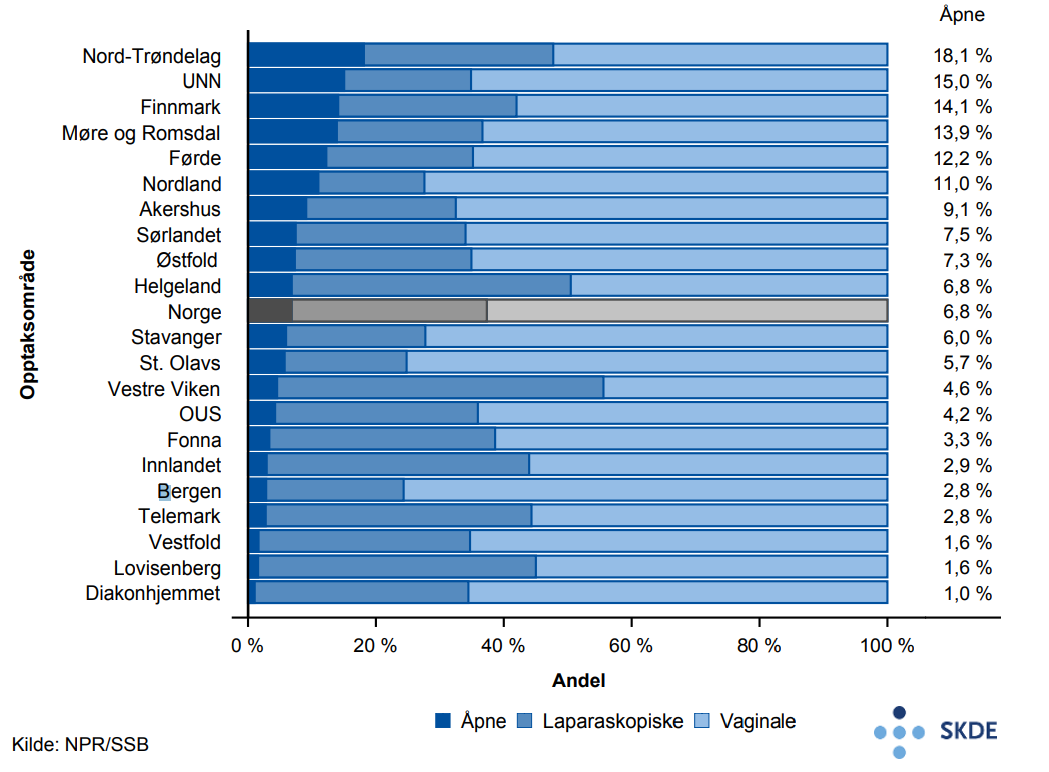 Åpne
Nord-Trøndelag 18,1 %
UNN 15,0 %
Finnmark 14,1 %
Møre og Romsdal 13,9 %
Førde 12,2 %
Nordland 11,0 %
Akershus 9,1 %
Sørlandet 7,5 %
Østfold 7,3 %
Helgeland 6,8 %
Norge 6,8 %
Stavanger 6,0 %
St. Olavs 5,7 %
Vestre Viken 4,6 %
OUS 4,2 %
Fonna 3,3 %
Innlandet 2,9 %
Bergen 2,8 %
Telemark 2,8 %
Vestfold 1,6 %
Lovisenberg 1,6 %
Diakonhjemmet 1,0 %
Opptaksområde
0 % 20 % 40 % 60 % 80 % 100 %
Andel
Åpne Laparaskopiske Vaginale
SKDE
Kilde: NPR/SSB